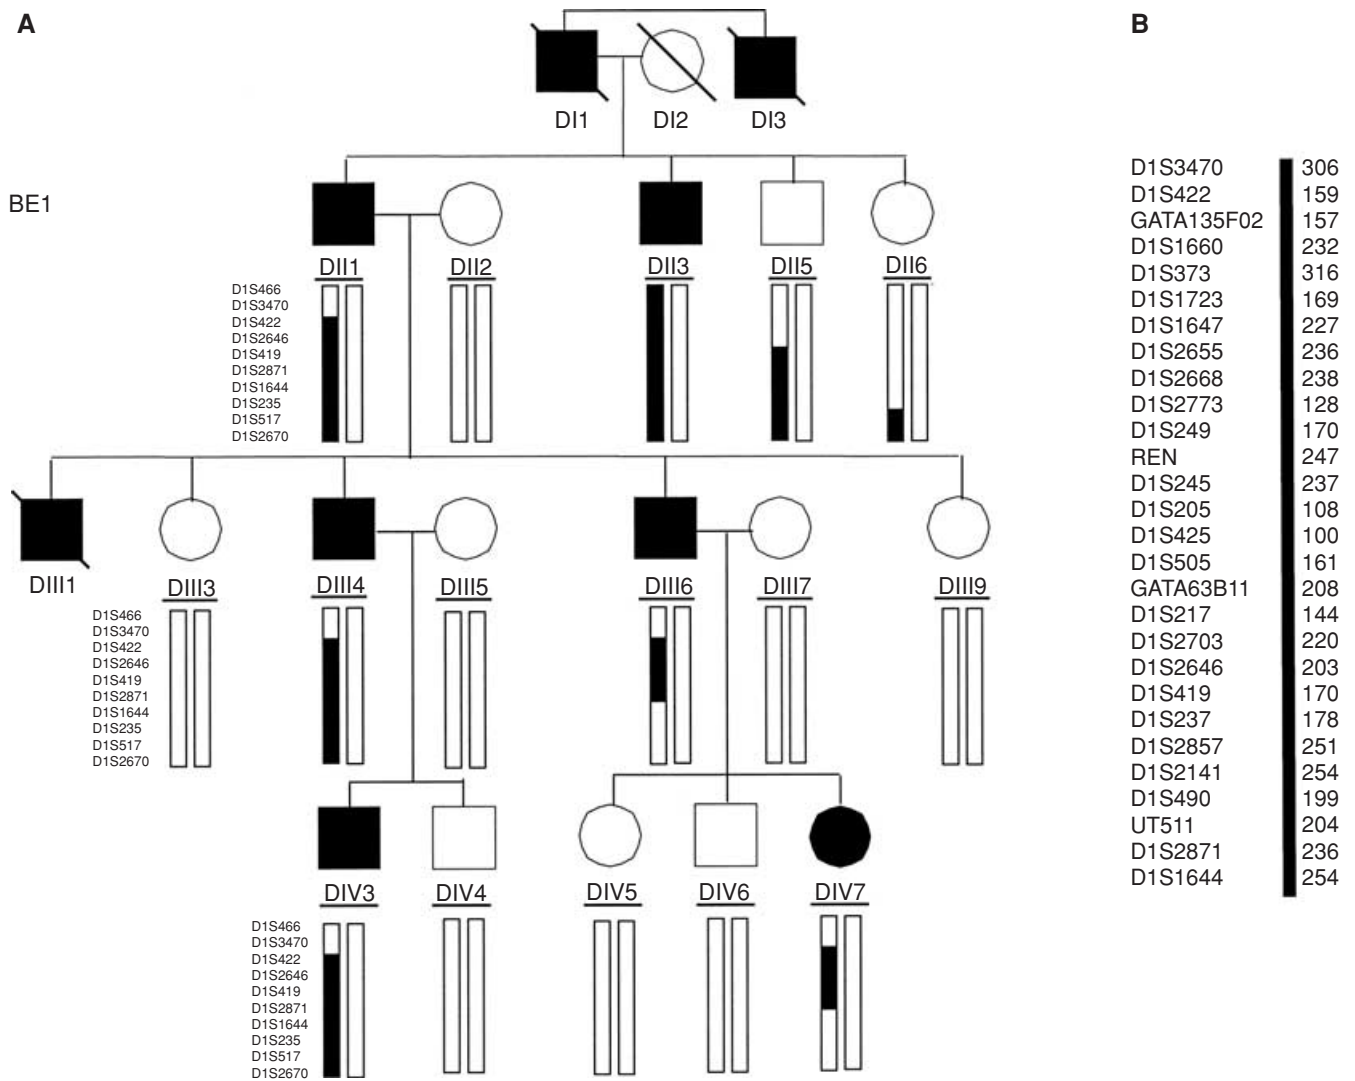 A
B
DI1 DI2 DI3
BE1
DII1 DII2 DII3 DII5 DII6
D1S466
D1S3470
D1S422
D1S2646
D1S419
D1S2871
D1S1644
D1S235
D1S517
D1S2670
DIII1 DIII3 DIII4 DIII5 DIII6 DIII7 DIII9
D1S466
D1S3470
D1S422
D1S2646
D1S419
D1S2871
D1S1644
D1S235
D1S517
D1S2670
DIV3 DIV4 DIV5 DIV6 DIV7
D1S466
D1S3470
D1S422
D1S2646
D1S419
D1S2871
D1S1644
D1S235
D1S517
D1S2670
D1S3470 306
D1S422 159
GATA135F02 157
D1S1660 232
D1S373 316
D1S1723 169
D1S1647 227
D1S2655 236
D1S2668 238
D1S2773 128
D1S249 170
REN 247
D1S245 237
D1S205 108
D1S425 100
D1S505 161
GATA63B11 208
D1S217 144
D1S2703 220
D1S2646 203
D1S419 170
D1S237 178
D1S2857 251
D1S2141 254
D1S490 199
UT511 204
D1S2871 236
D1S1644 254